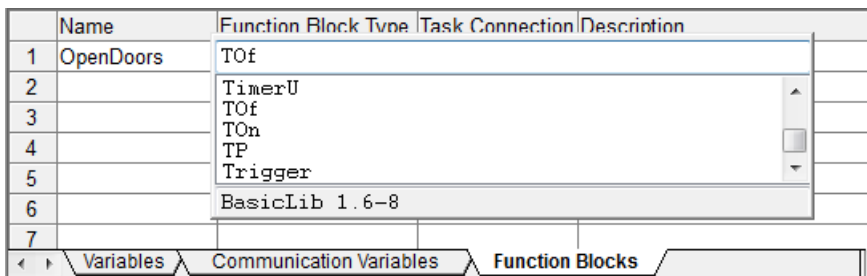 Name Function Block Type Task Connection Description
1 OpenDoors TOf
2 TimerU
TOf
3 TOn
4 TP
5 Trigger
6 BasicLib 1.6-8
7
Variables Communication Variables Function Blocks